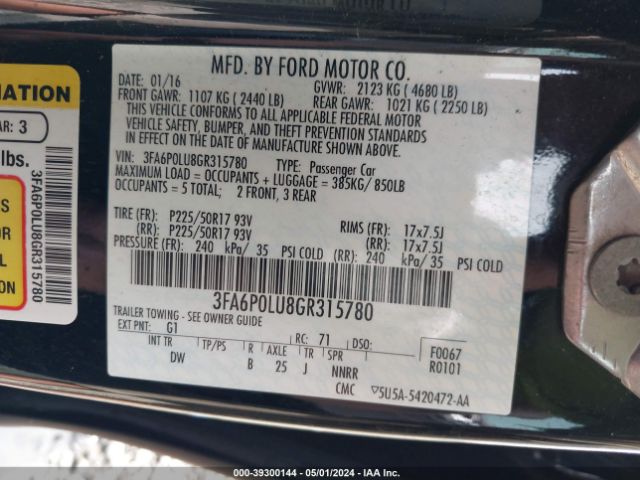 MFD. BY FORD MOTOR CO.
DATE: 01/16
GVWR: 2123 KG ( 4680 LB)
FRONT GAWR: 1107 KG ( 2440 LB)
REAR GAWR: 1021 KG ( 2250 LB)
THIS VEHICLE CONFORMS TO ALL APPLICABLE FEDERAL MOTOR
VEHICLE SAFETY, BUMPER, AND THEFT PREVENTION STANDARDS
IN EFFECT ON THE DATE OF MANUFACTURE SHOWN ABOVE.
VIN: 3FA6P0LU8GR315780 TYPE: Passenger Car
MAXIMUM LOAD = OCCUPANTS + LUGGAGE = 385KG/ 850LB
OCCUPANTS = 5 TOTAL; 2 FRONT, 3 REAR
TIRE (FR): P225/50R17 93V RIMS (FR): 17x7.5J
(RR): P225/50R17 93V (RR): 17x7.5J
PRESSURE (FR): 240 kPa/ 35 PSI COLD (RR): 240 kPa/ 35 PSI COLD
3FA6P0LU8GR315780
TRAILER TOWING - SEE OWNER GUIDE
EXT PNT: G1 RC: 71 DSO: F0067
INT TR TP/PS R AXLE TR SPR R0101
DW B 25 J NNRR
CMC 5U5A-5420472-AA
MATION
AR: 3
lbs.
3FA6P0LU8GR315780
S/
OR
L
S
000-39300144 - 05/01/2024 - IAA Inc.